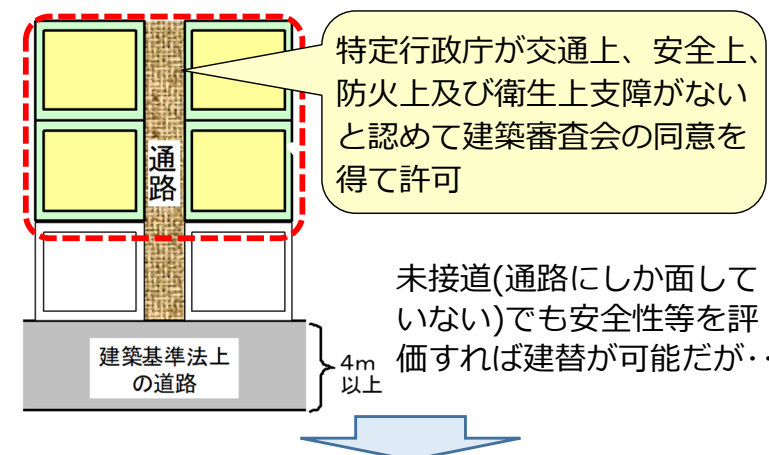 特定行政庁が交通上、安全上、
防火上及び衛生上支障がない
と認めて建築審査会の同意を
得て許可
通路
未接道(通路にしか面して
いない)でも安全性等を評
価すれば建替が可能だが‥
建築基準法上
の道路
4m
以上